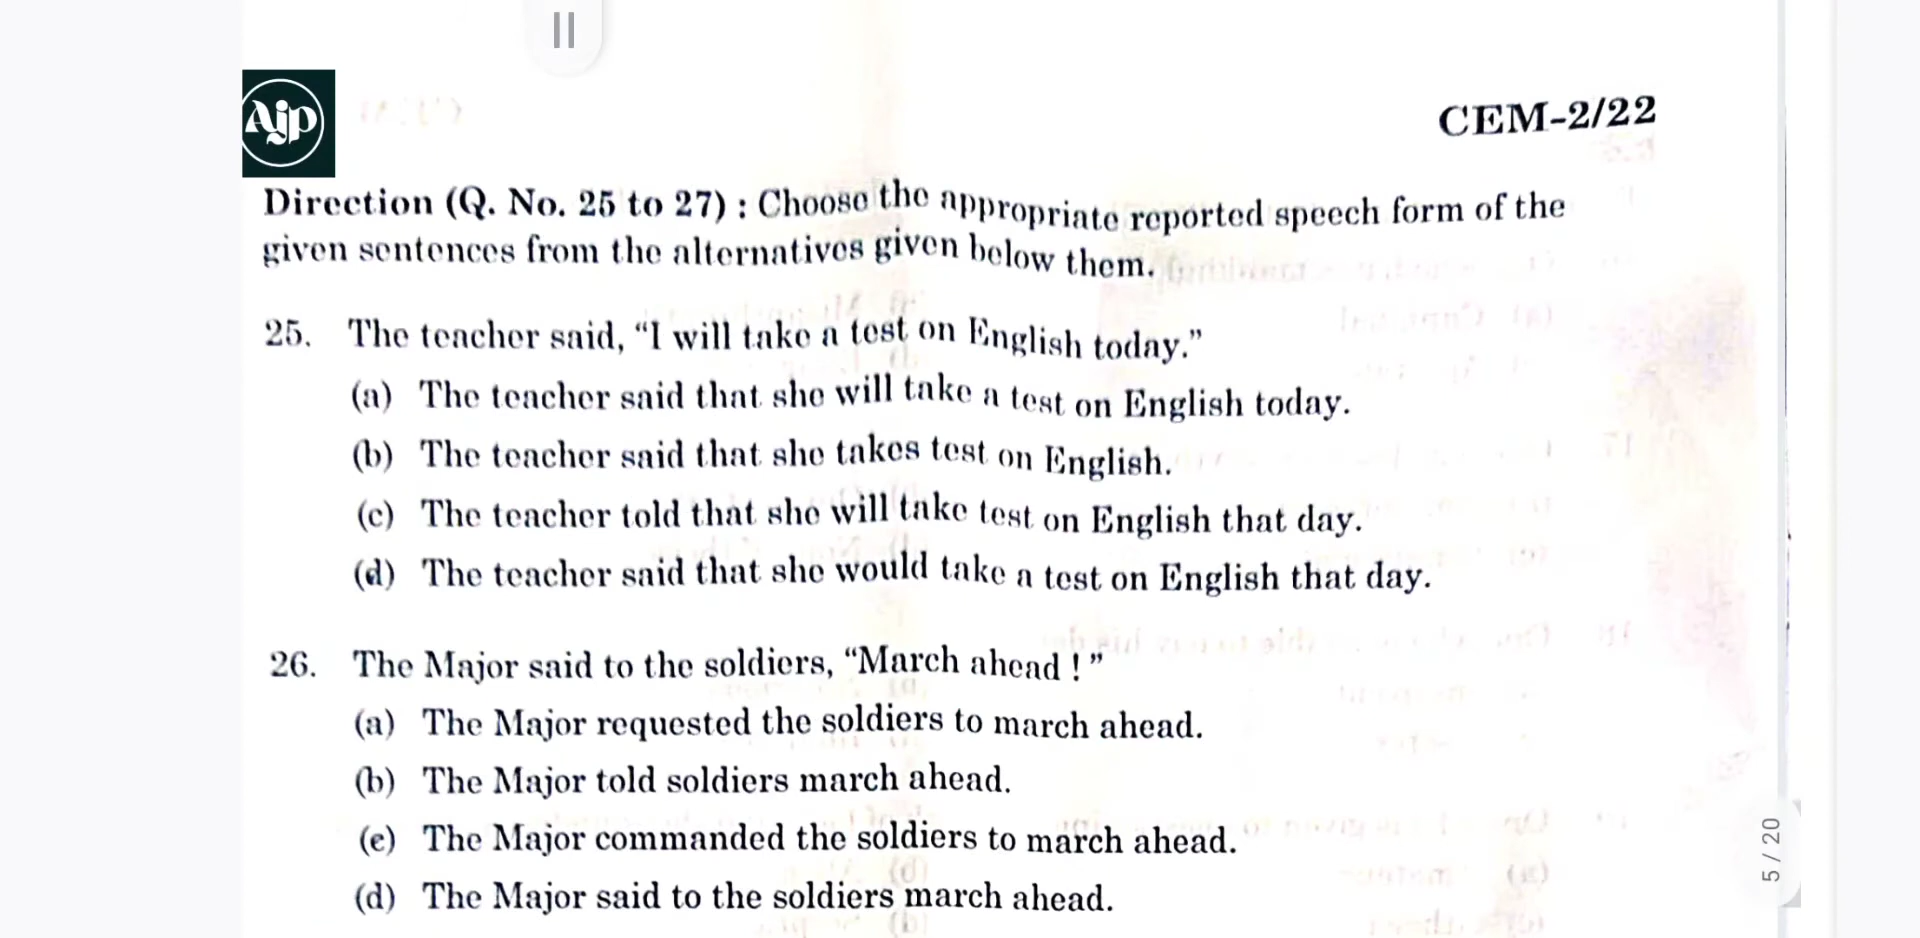 Ajp
CEM-2/22
Direction (Q. No. 25 to 27) : Choose the appropriate reported speech form of the
given sentences from the alternatives given below them.
25. The teacher said, “I will take a test on English today.”
(a) The teacher said that she will take a test on English today.
(b) The teacher said that she takes test on English.
(c) The teacher told that she will take test on English that day.
(d) The teacher said that she would take a test on English that day.
26. The Major said to the soldiers, “March ahead ! ”
(a) The Major requested the soldiers to march ahead.
(b) The Major told soldiers march ahead.
(c) The Major commanded the soldiers to march ahead.
(d) The Major said to the soldiers march ahead.
5 / 20